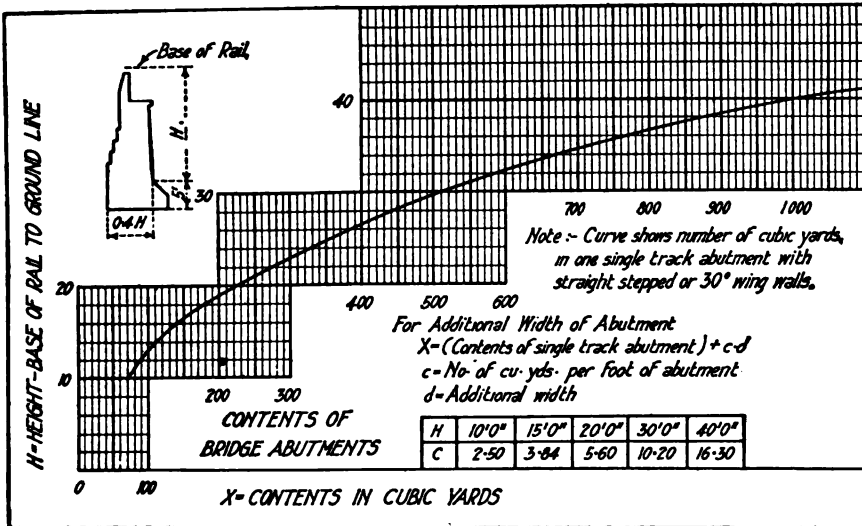 Base of Rail,
H.
5'
0·4 H
H=HEIGHT-BASE OF RAIL TO GROUND LINE
40
30
20
10
700 800 900 1000
Note :- Curve shows number of cubic yards,
in one single track abutment with
straight stepped or 30° wing walls.
400 500 600
For Additional Width of Abutment
X=(Contents of single track abutment)+c·d
c=No· of cu·yds· per foot of abutment
d=Additional width
200 300
CONTENTS OF
BRIDGE ABUTMENTS
H 10'0" 15'0" 20'0" 30'0" 40'0"
C 2·50 3·84 5·60 10·20 16·30
0 100
X=CONTENTS IN CUBIC YARDS